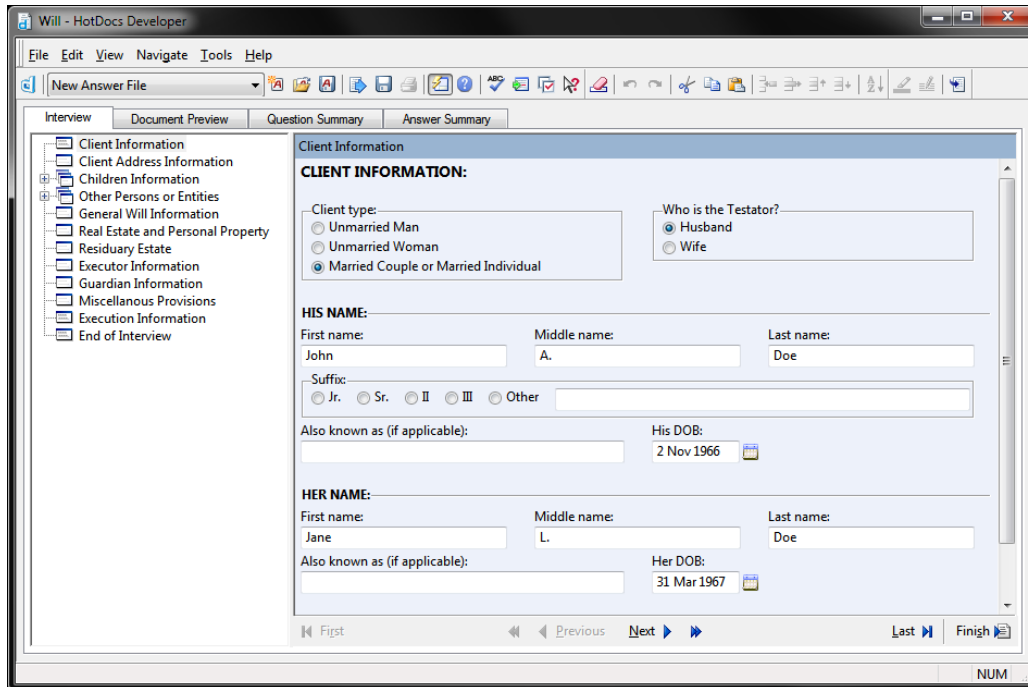 Will - HotDocs Developer
File Edit View Navigate Tools Help
New Answer File
ABC
Interview Document Preview Question Summary Answer Summary
Client Information
Client Address Information
Children Information
Other Persons or Entities
General Will Information
Real Estate and Personal Property
Residuary Estate
Executor Information
Guardian Information
Miscellanous Provisions
Execution Information
End of Interview
Client Information
CLIENT INFORMATION:
Client type: Who is the Testator?
Unmarried Man Husband
Unmarried Woman Wife
Married Couple or Married Individual
HIS NAME:
First name: Middle name: Last name:
John A. Doe
Suffix:
Jr. Sr. II III Other
Also known as (if applicable): His DOB:
2 Nov 1966
HER NAME:
First name: Middle name: Last name:
Jane L. Doe
Also known as (if applicable): Her DOB:
31 Mar 1967
First Previous Next Last Finish
NUM